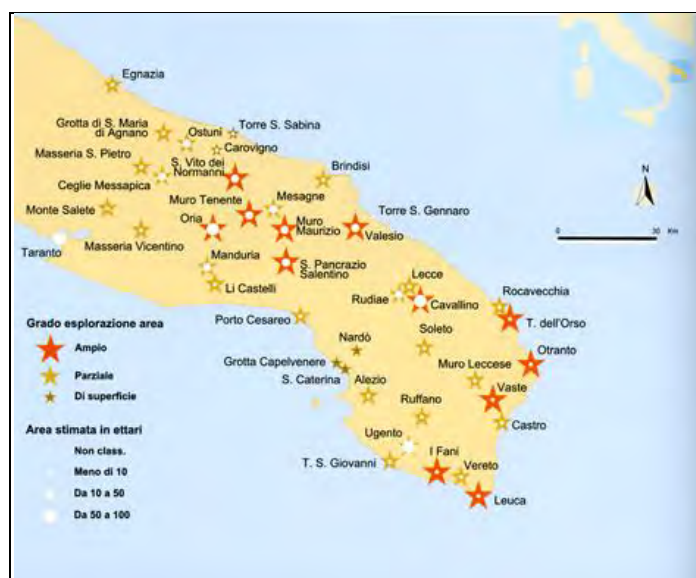 Egnazia
Grotta di S. Maria
di Agnano
Ostuni
Torre S. Sabina
Carovigno
Masseria S. Pietro
S. Vito dei
Normanni
Brindisi
Ceglie Messapica
Mesagne
Muro Tenente
Monte Salete
Oria
Muro
Maurizio
Torre S. Gennaro
Valesio
Masseria Vicentino
Taranto
Manduria
S. Pancrazio
Salentino
Li Castelli
Lecce
Rudiae
Cavallino
Rocavecchia
Porto Cesareo
T. dell'Orso
Nardò
Soleto
Otranto
Grotta Capelvenere
S. Caterina
Alezio
Muro Leccese
Vaste
Ruffano
Castro
Ugento
I Fani
T. S. Giovanni
Vereto
Leuca
N
0
30 Km
Grado esplorazione area
Ampio
Parziale
Di superficie
Area stimata in ettari
Non class.
Meno di 10
Da 10 a 50
Da 50 a 100